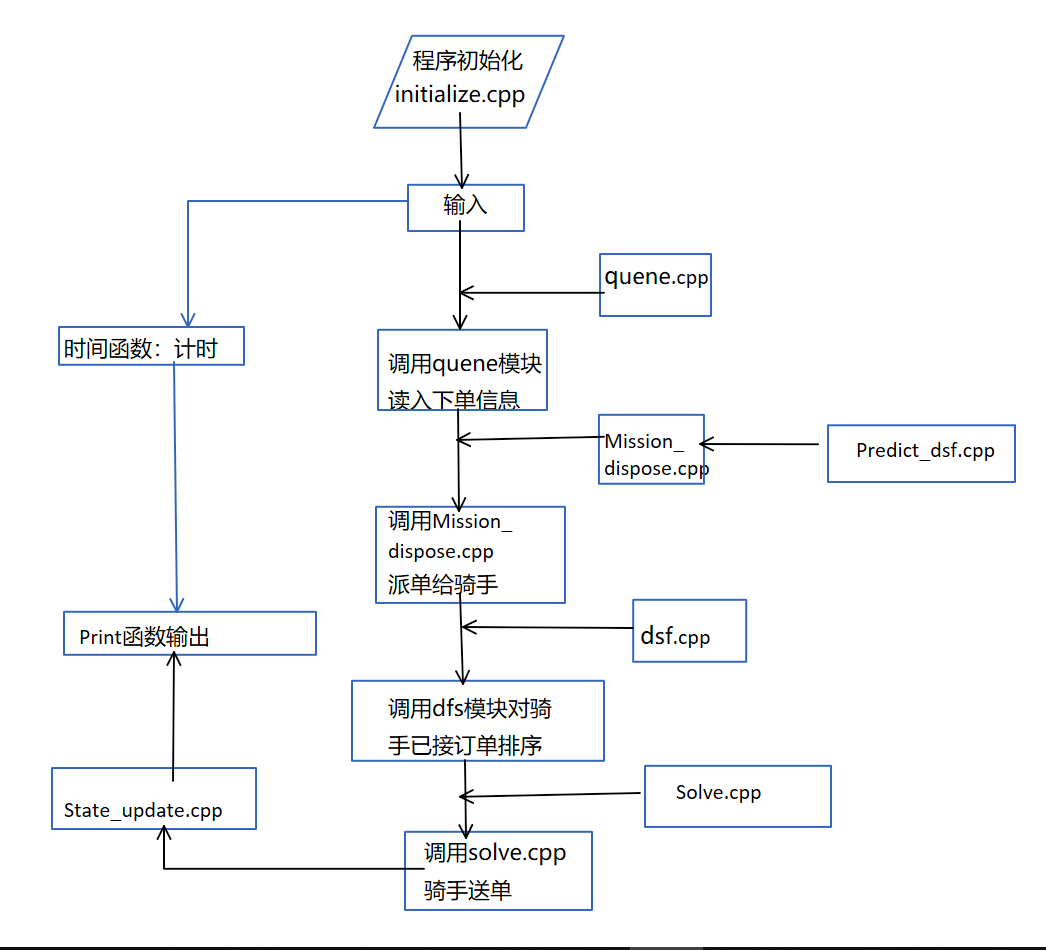 程序初始化
initialize.cpp
输入
quene.cpp
时间函数：计时
调用quene模块
读入下单信息
Mission_
dispose.cpp
Predict_dsf.cpp
调用Mission_
dispose.cpp
派单给骑手
Print函数输出
dsf.cpp
调用dfs模块对骑
手已接订单排序
State_update.cpp
Solve.cpp
调用solve.cpp
骑手送单